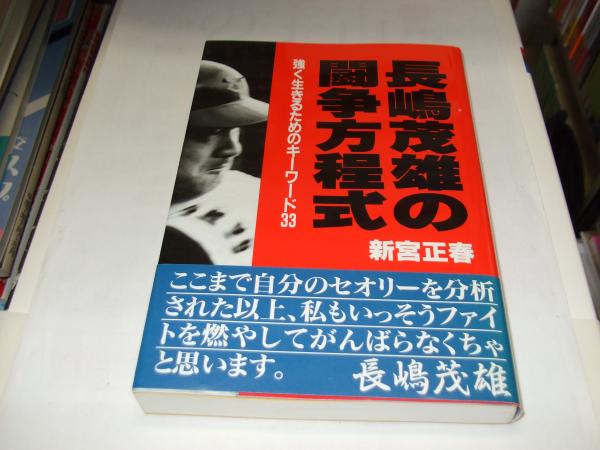 長嶋茂雄の
闘争方程式
強く生きるためのキーワード33
新宮正春
ここまで自分のセオリーを分析
された以上、私もいっそうファイ
トを燃やしてがんばらなくちゃ
と思います。
長嶋茂雄